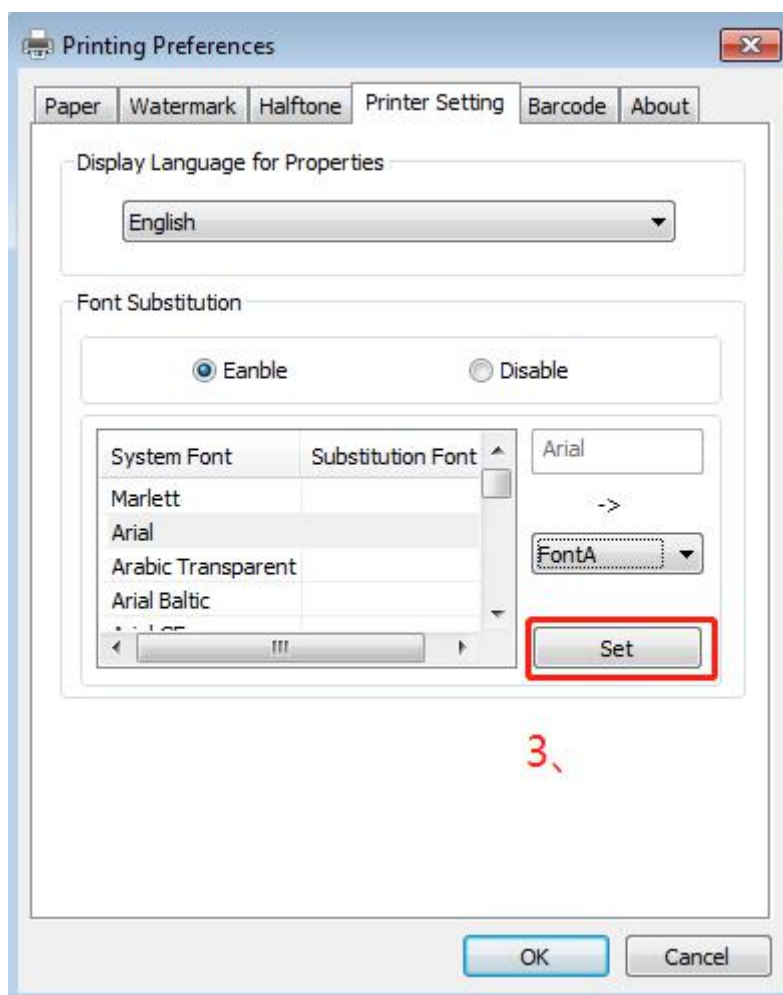 Printing Preferences
Paper Watermark Halftone Printer Setting Barcode About
Display Language for Properties
English
Font Substitution
Eanble Disable
System Font Substitution Font
Arial
Marlett
->
Arial
Arabic Transparent
FontA
Arial Baltic
Set
3、
OK Cancel